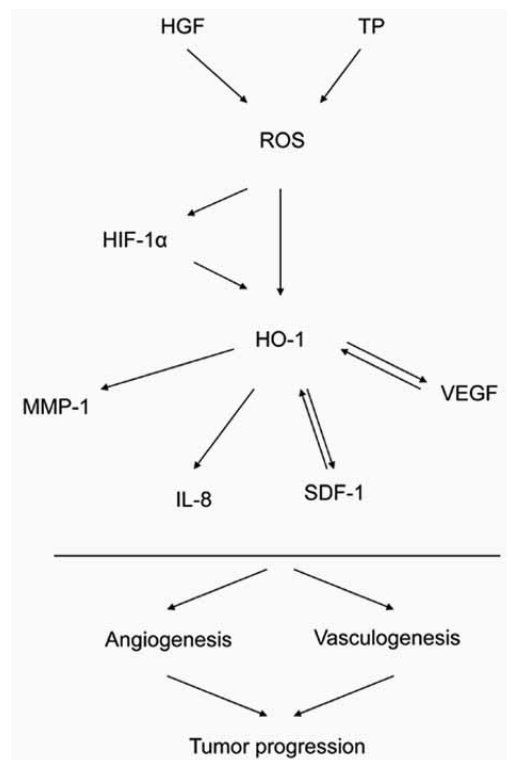 HGF TP
ROS
HIF-1α
HO-1
MMP-1
VEGF
IL-8
SDF-1
Angiogenesis
Vasculogenesis
Tumor progression